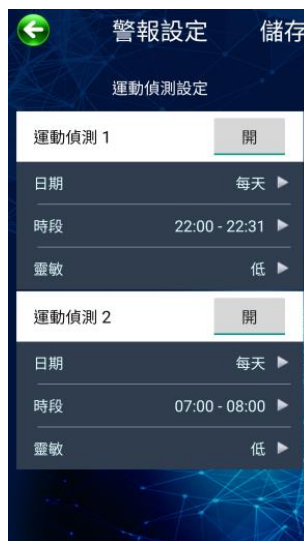 警報設定 儲存
運動偵測設定
運動偵測 1 開
日期 每天
時段 22:00 - 22:31
靈敏 低
運動偵測 2 開
日期 每天
時段 07:00 - 08:00
靈敏 低